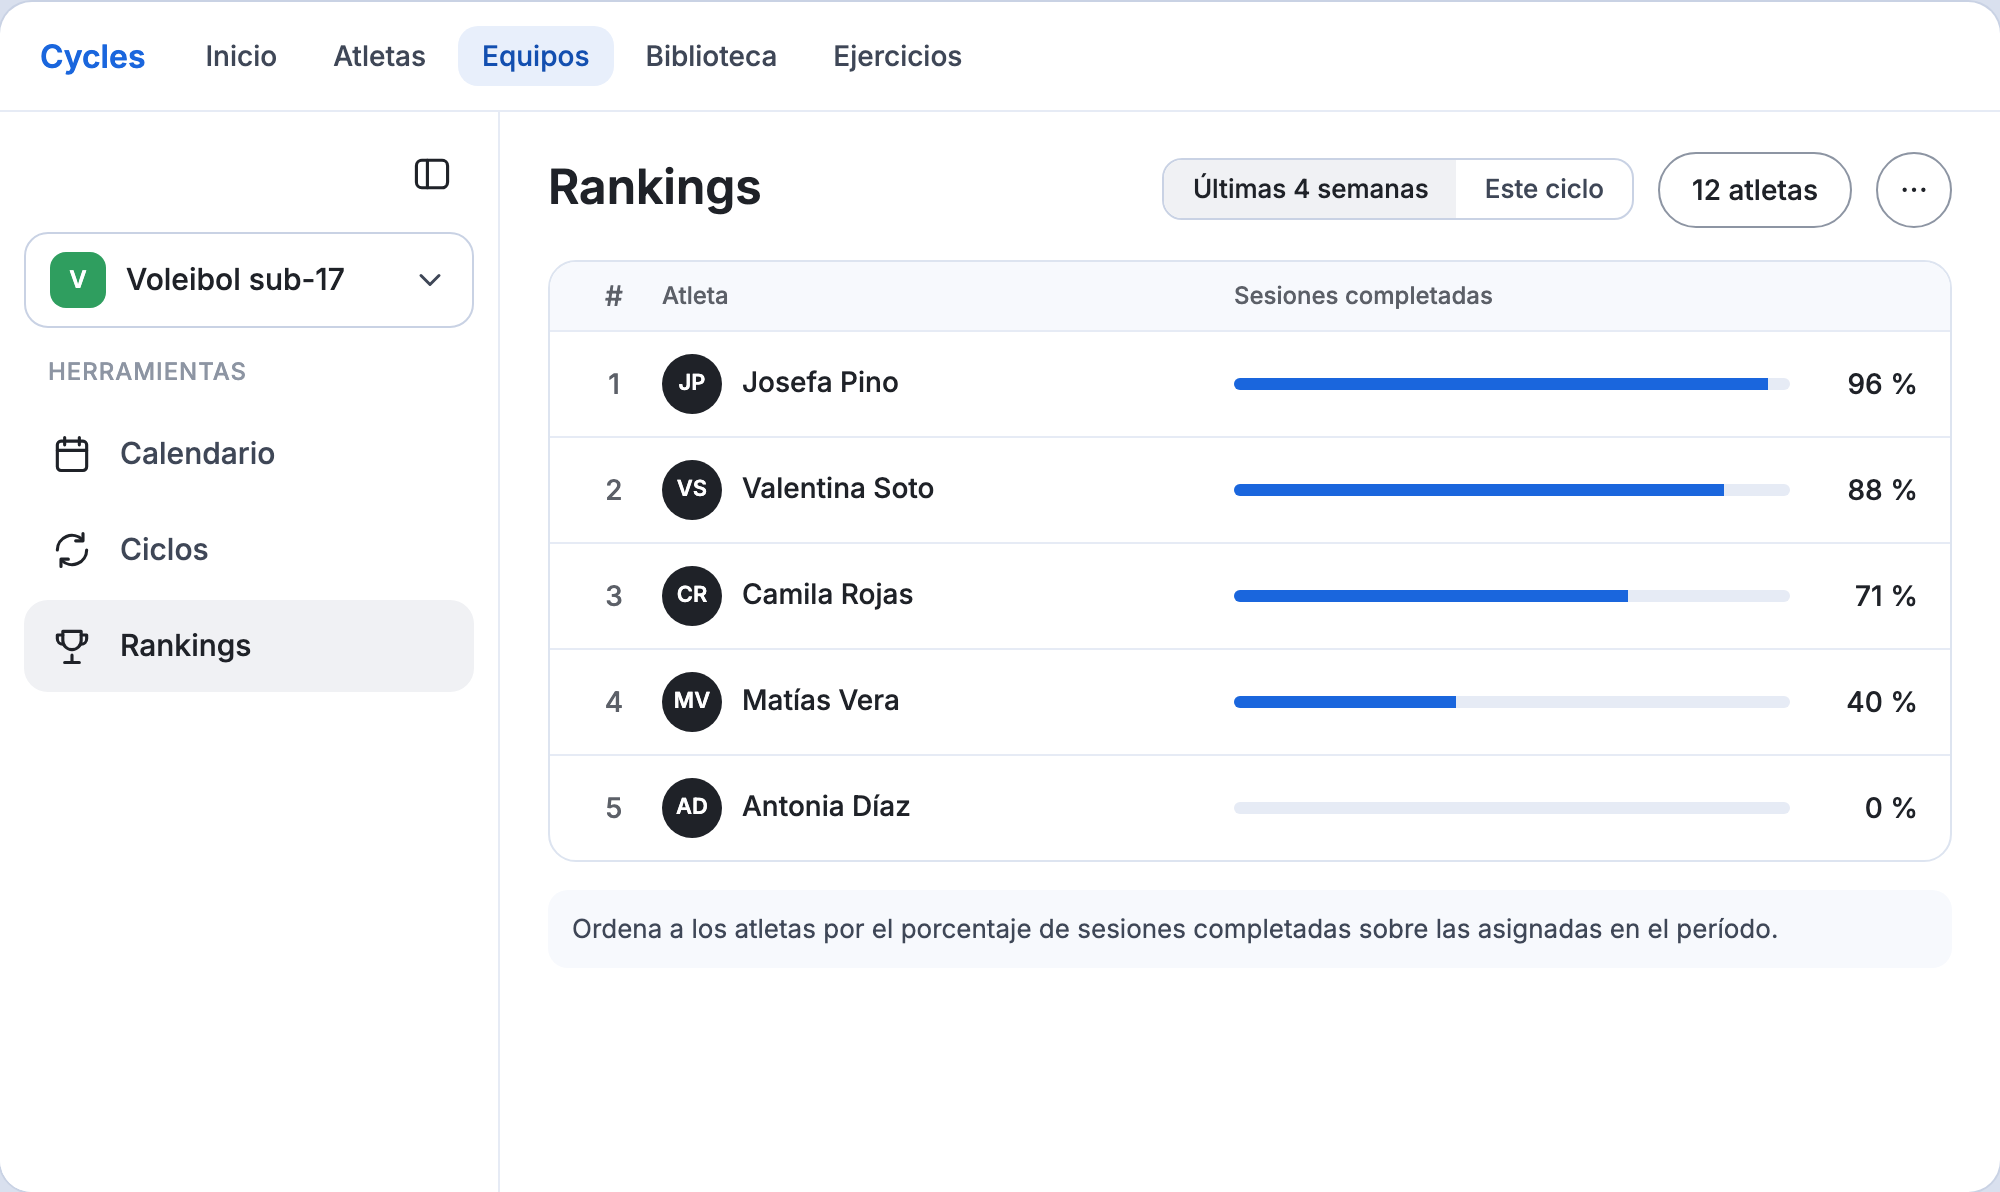 Cycles Inicio Atletas Equipos Biblioteca Ejercicios
V Voleibol sub-17
HERRAMIENTAS
Calendario
Ciclos
Rankings
Rankings Últimas 4 semanas Este ciclo 12 atletas ...
# Atleta Sesiones completadas
1 JP Josefa Pino 96 %
2 VS Valentina Soto 88 %
3 CR Camila Rojas 71 %
4 MV Matías Vera 40 %
5 AD Antonia Díaz 0 %
Ordena a los atletas por el porcentaje de sesiones completadas sobre las asignadas en el período.